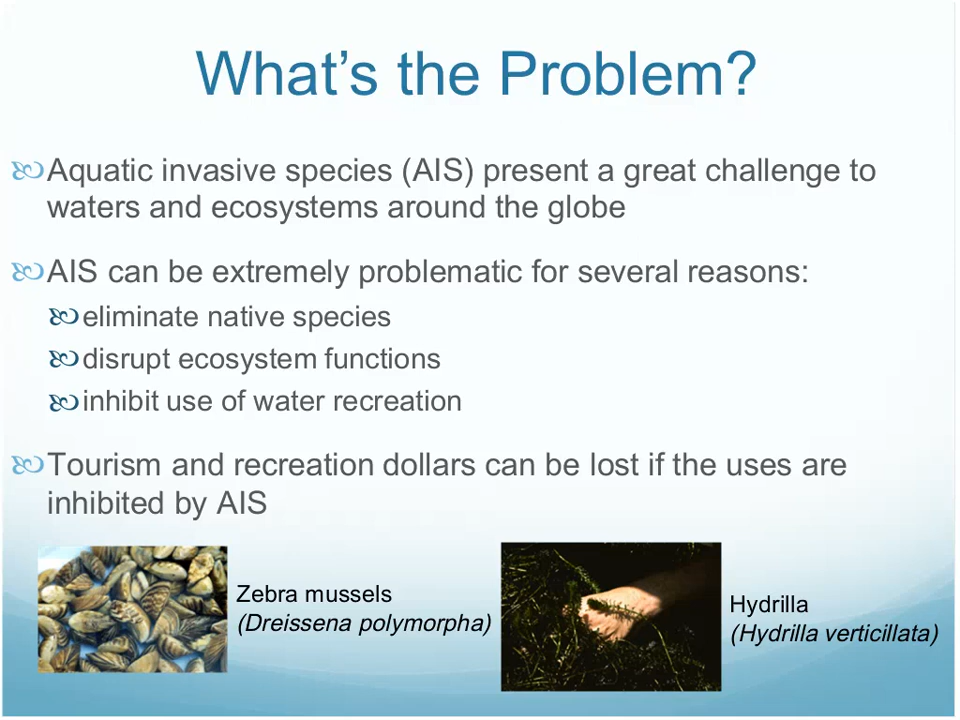 What's the Problem?
Aquatic invasive species (AIS) present a great challenge to
waters and ecosystems around the globe
AIS can be extremely problematic for several reasons:
eliminate native species
disrupt ecosystem functions
inhibit use of water recreation
Tourism and recreation dollars can be lost if the uses are
inhibited by AIS
Zebra mussels
(Dreissena polymorpha)
Hydrilla
(Hydrilla verticillata)